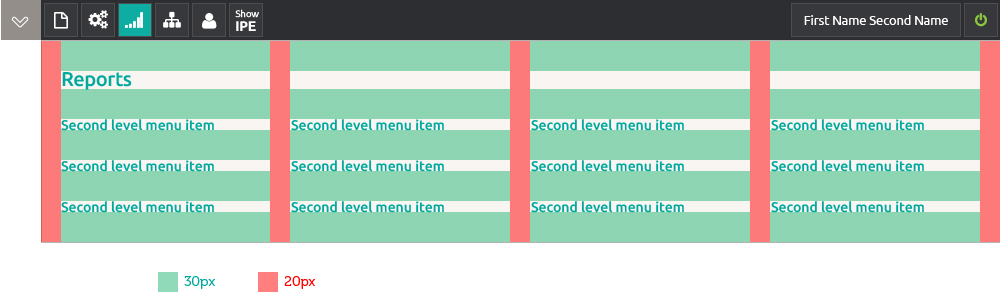 Show
IPE
First Name Second Name
Reports
Second level menu item Second level menu item Second level menu item Second level menu item
Second level menu item Second level menu item Second level menu item Second level menu item
Second level menu item Second level menu item Second level menu item Second level menu item
30px 20px